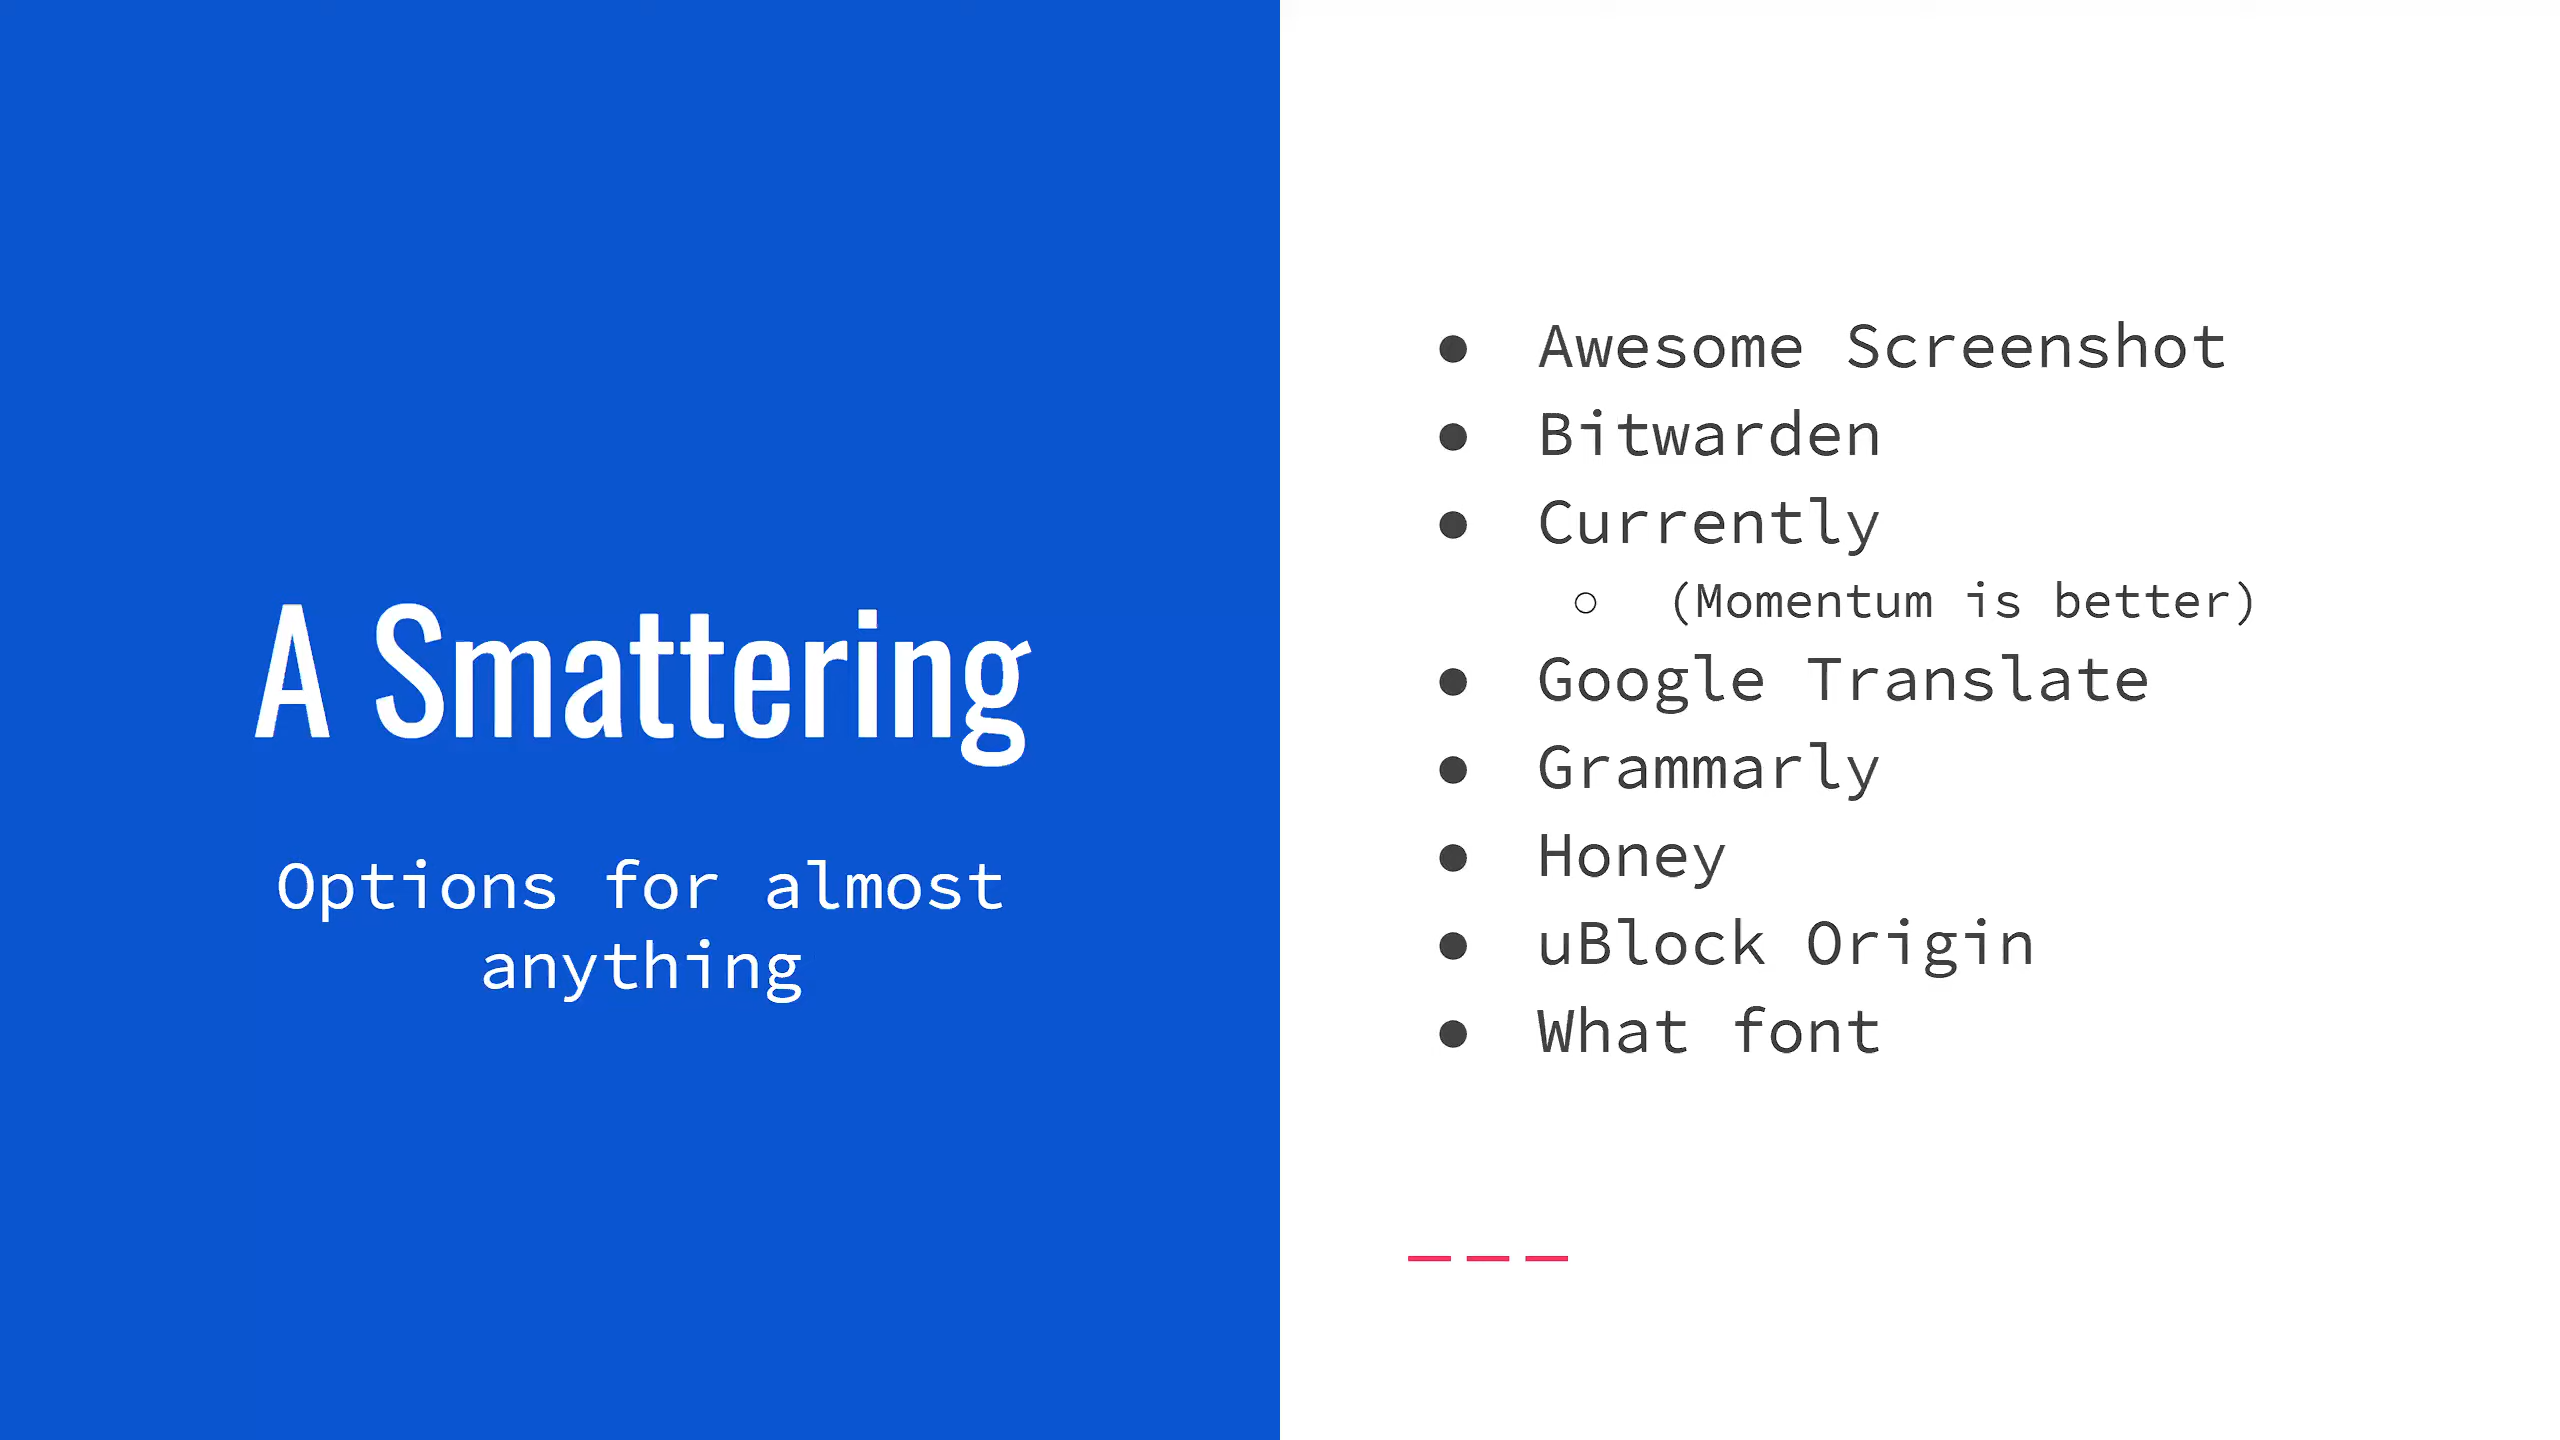 A Smattering
Options for almost
anything
● Awesome Screenshot
● Bitwarden
● Currently
○ (Momentum is better)
● Google Translate
● Grammarly
● Honey
● uBlock Origin
● What font